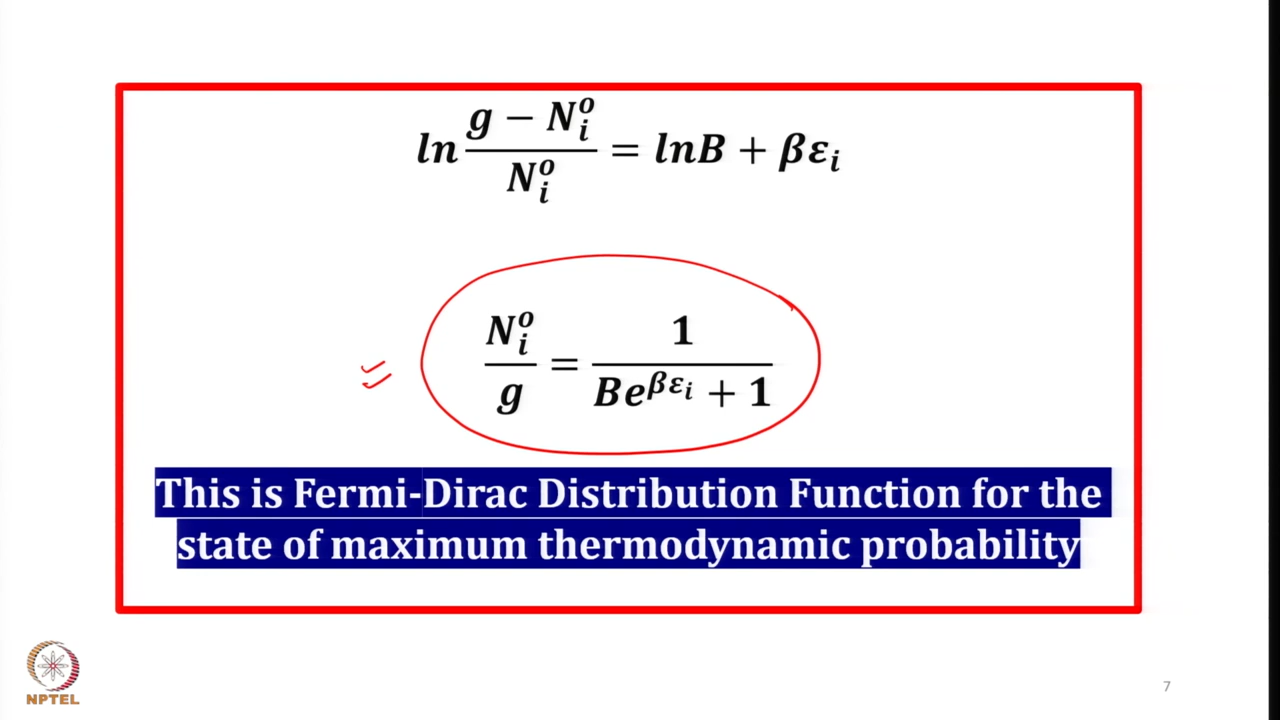 ln (g − N_i^o) / N_i^o = lnB + βε_i
N_i^o / g = 1 / (Be^{βε_i} + 1)
This is Fermi-Dirac Distribution Function for the
state of maximum thermodynamic probability
NPTEL
7